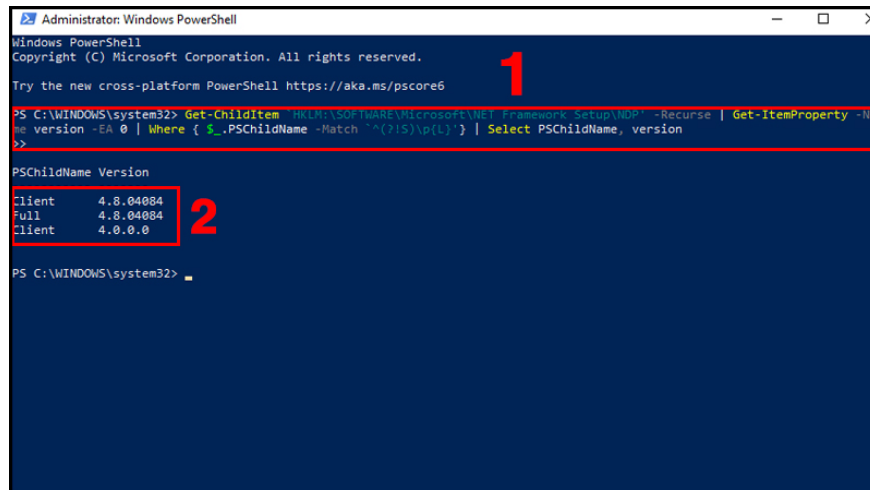 Administrator: Windows PowerShell
Windows PowerShell
Copyright (C) Microsoft Corporation. All rights reserved.
1
Try the new cross-platform PowerShell https://aka.ms/pscore6
PS C:\WINDOWS\system32> Get-ChildItem `HKLM:\SOFTWARE\Microsoft\NET Framework Setup\NDP' -Recurse | Get-ItemProperty -N
me version -EA 0 | Where { $_.PSChildName -Match `^(?!S)\p{L}'} | Select PSChildName, version
>>
PSChildName Version
Client 4.8.04084
Full 4.8.04084
Client 4.0.0.0
2
PS C:\WINDOWS\system32>